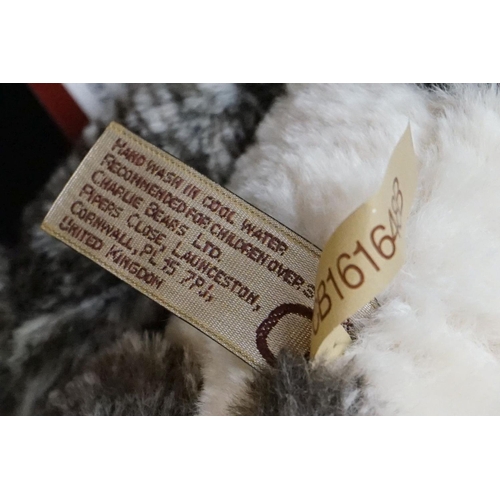 HAND WASH IN COOL WATER.
RECOMMENDED FOR CHILDREN OVER 3
CHARLIE BEARS LTD.
PIPERS CLOSE, LAUNCESTON,
CORNWALL, PL15 7PJ,
UNITED KINGDOM
CB161648